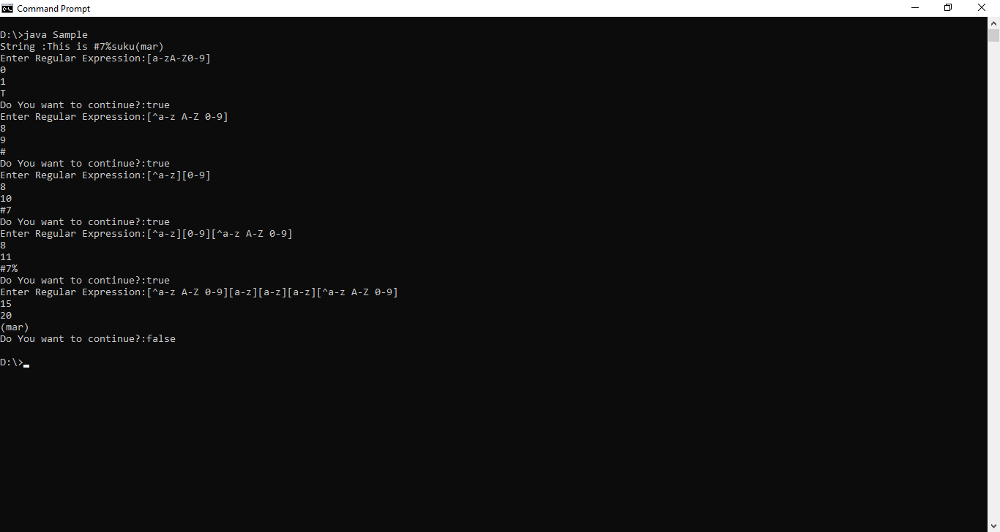 Command Prompt
D:\>java Sample
String :This is #7%suku(mar)
Enter Regular Expression:[a-zA-Z0-9]
0
1
T
Do You want to continue?:true
Enter Regular Expression:[^a-z A-Z 0-9]
8
9
#
Do You want to continue?:true
Enter Regular Expression:[^a-z][0-9]
8
10
#7
Do You want to continue?:true
Enter Regular Expression:[^a-z][0-9][^a-z A-Z 0-9]
8
11
#7%
Do You want to continue?:true
Enter Regular Expression:[^a-z A-Z 0-9][a-z][a-z][a-z][^a-z A-Z 0-9]
15
20
(mar)
Do You want to continue?:false
D:\>